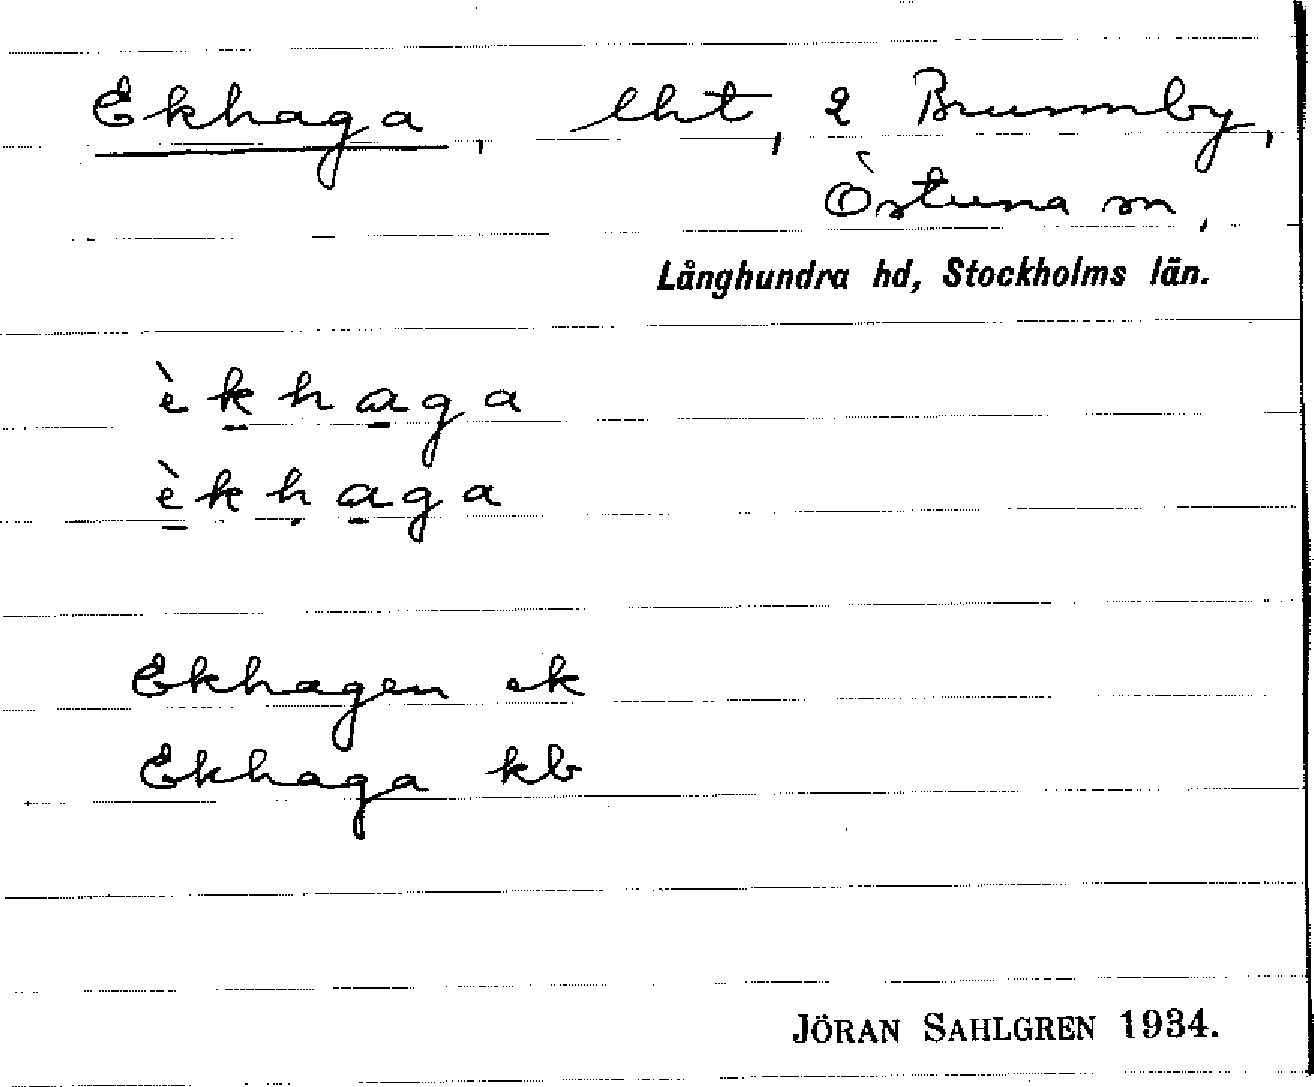 Ekhaga, lht, 2 Brunnby,
Östuna sn,
Långhundra hd, Stockholms län.
èkhaga
èkhaga
Ekhagen ek
Ekhaga kb
JÖRAN SAHLGREN 1934.